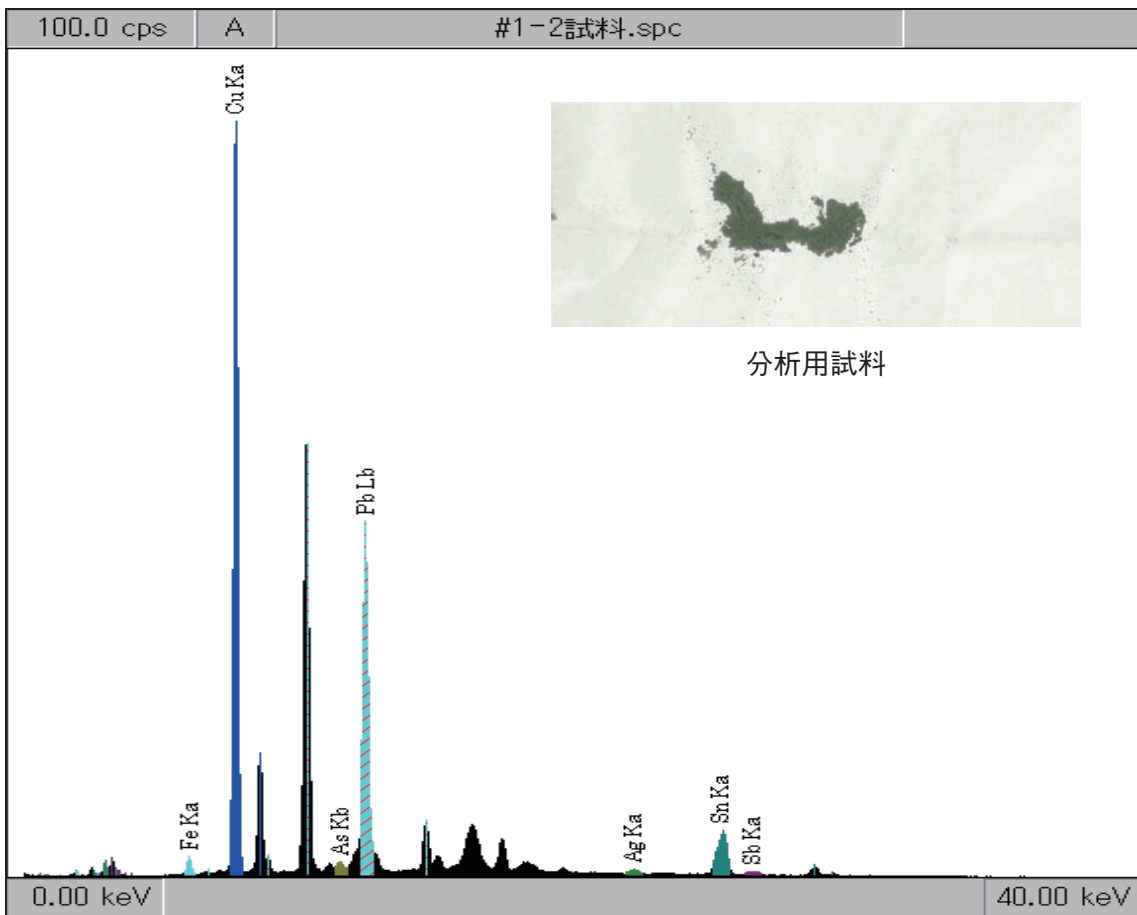 100.0 cps A #1-2試料.spc
Cu Ka
分析用試料
Pb Lb
Fe Ka
As Kb
Ag Ka
Sn Ka
Sb Ka
0.00 keV 40.00 keV